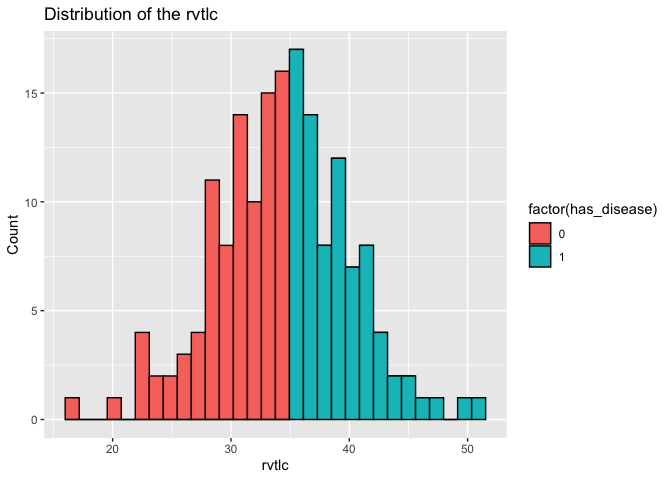 Distribution of the rvtlc
15
10
5
0
Count
20
30
40
50
rvtlc
factor(has_disease)
0
1